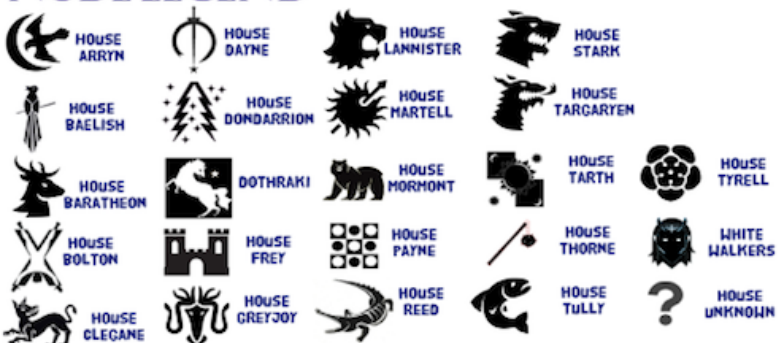 HOUSE
ARRYN
HOUSE
DAYNE
HOUSE
LANNISTER
HOUSE
STARK
HOUSE
BAELISH
HOUSE
DONDARRION
HOUSE
MARTELL
HOUSE
TARGARYEN
HOUSE
BARATHEON
DOTHRAKI
HOUSE
MORMONT
HOUSE
TARTH
HOUSE
TYRELL
HOUSE
BOLTON
HOUSE
FREY
HOUSE
PAYNE
HOUSE
THORNE
WHITE
WALKERS
HOUSE
CLEGANE
HOUSE
GREYJOY
HOUSE
REED
HOUSE
TULLY
?
HOUSE
UNKNOWN